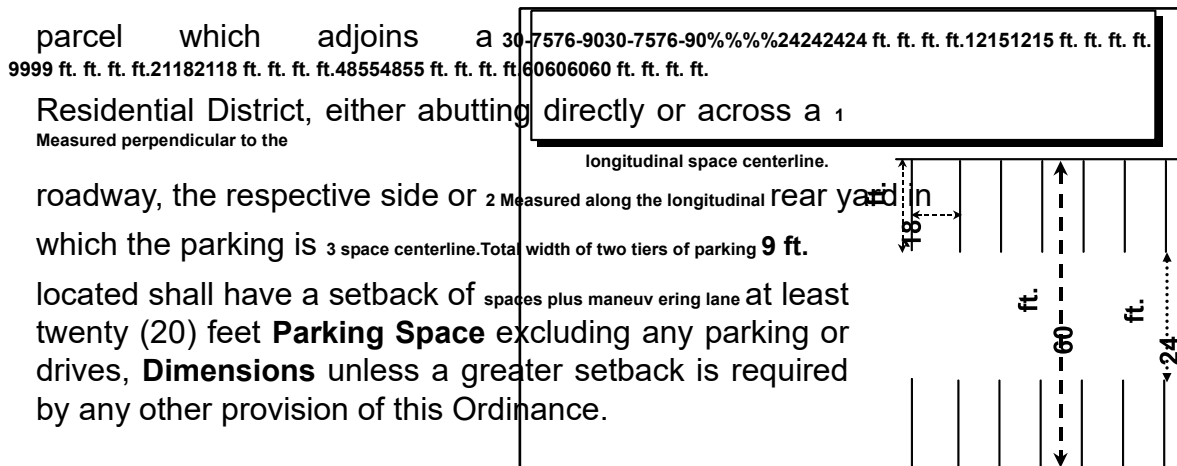 parcel which adjoins a 30-7576-9030-7576-90%%%%24242424 ft. ft. ft. ft.12151215 ft. ft. ft. ft.
9999 ft. ft. ft. ft.21182118 ft. ft. ft. ft.48554855 ft. ft. ft. ft.60606060 ft. ft. ft. ft.
Residential District, either abutting directly or across a 1
Measured perpendicular to the
longitudinal space centerline.
roadway, the respective side or 2 Measured along the longitudinal rear yard in
which the parking is 3 space centerline.Total width of two tiers of parking 9 ft.
located shall have a setback of spaces plus maneuv ering lane at least
twenty (20) feet Parking Space excluding any parking or
drives, Dimensions unless a greater setback is required
by any other provision of this Ordinance.
18 ft.
60 ft.
24 ft.